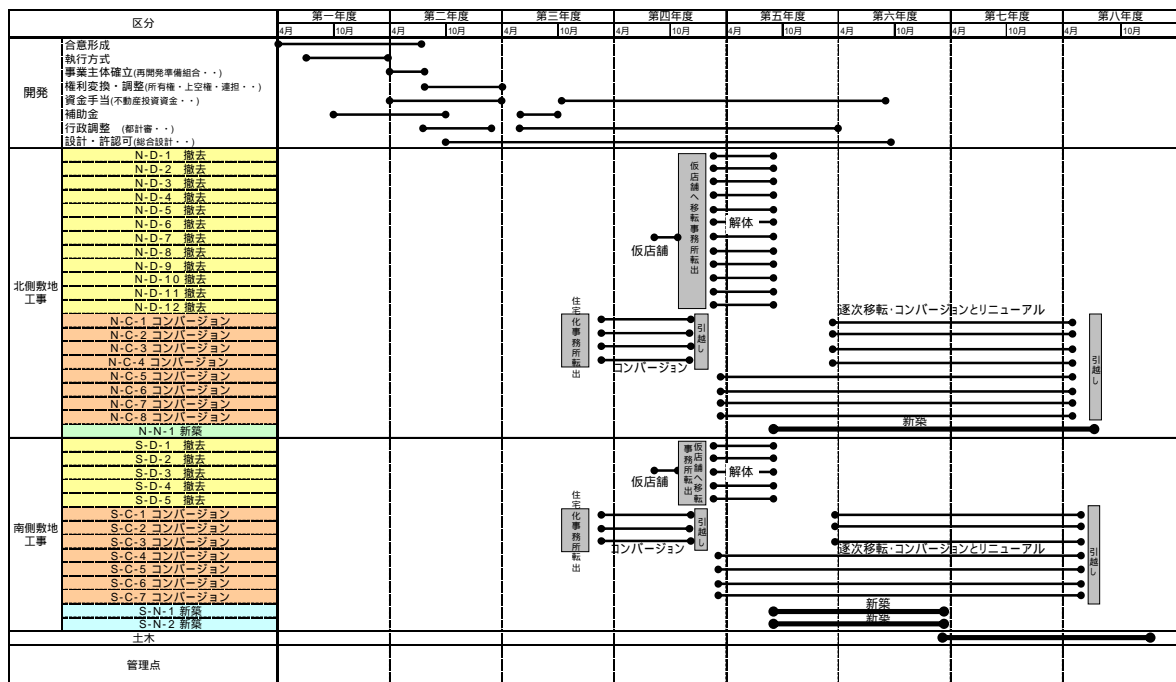 区分
第一年度 第二年度 第三年度 第四年度 第五年度 第六年度 第七年度 第八年度
4月 10月 4月 10月 4月 10月 4月 10月 4月 10月 4月 10月 4月 10月 4月 10月
開発
合意形成
執行方式
事業主体確立(再開発準備組合・・)
権利変換・調整(所有権・上空権・連担・・)
資金手当(不動産投資資金・・)
補助金
行政調整 (都計審・・)
設計・許認可(総合設計・・)
北側敷地
工事
N-D-1 撤去
N-D-2 撤去
N-D-3 撤去
N-D-4 撤去
N-D-5 撤去
N-D-6 撤去
N-D-7 撤去
N-D-8 撤去
N-D-9 撤去
N-D-10 撤去
N-D-11 撤去
N-D-12 撤去
N-C-1 コンバージョン
N-C-2 コンバージョン
N-C-3 コンバージョン
N-C-4 コンバージョン
N-C-5 コンバージョン
N-C-6 コンバージョン
N-C-7 コンバージョン
N-C-8 コンバージョン
N-N-1 新築
仮店舗
仮店舗へ移転事務所転出
解体
住宅化事務所転出
コンバージョン
引越し
逐次移転・コンバージョンとリニューアル
引越し
新築
南側敷地
工事
S-D-1 撤去
S-D-2 撤去
S-D-3 撤去
S-D-4 撤去
S-D-5 撤去
S-C-1 コンバージョン
S-C-2 コンバージョン
S-C-3 コンバージョン
S-C-4 コンバージョン
S-C-5 コンバージョン
S-C-6 コンバージョン
S-C-7 コンバージョン
S-N-1 新築
S-N-2 新築
仮店舗
仮店舗へ移転
事務所転出
解体
住宅化事務所転出
コンバージョン
引越し
逐次移転・コンバージョンとリニューアル
引越し
新築
新築
土木
管理点